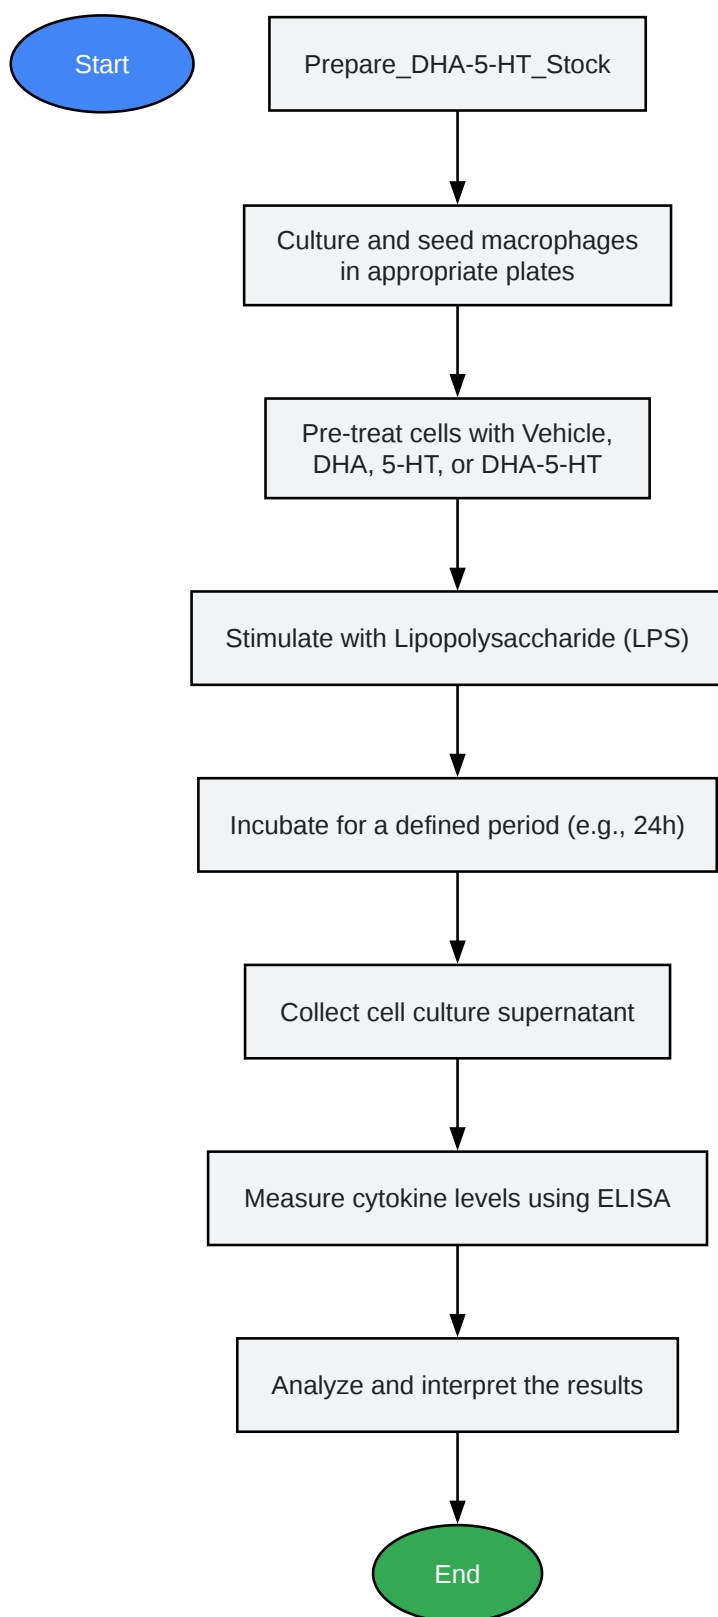 Start
Prepare_DHA-5-HT_Stock
Culture and seed macrophages
in appropriate plates
Pre-treat cells with Vehicle,
DHA, 5-HT, or DHA-5-HT
Stimulate with Lipopolysaccharide (LPS)
Incubate for a defined period (e.g., 24h)
Collect cell culture supernatant
Measure cytokine levels using ELISA
Analyze and interpret the results
End